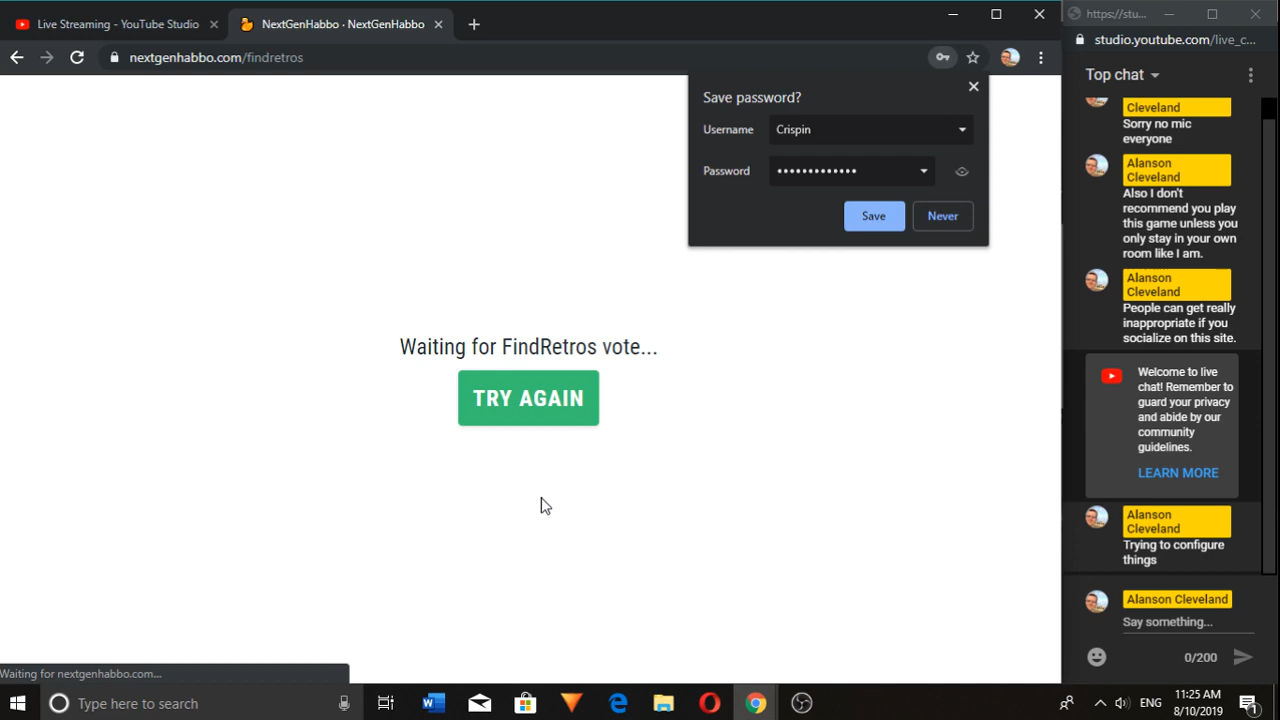 Live Streaming - YouTube Studio
NextGenHabbo · NextGenHabbo
https://stu...
nextgenhabbo.com/findretros
studio.youtube.com/live_c...
Save password?
Username
Crispin
Password
•••••••••••••
Save
Never
Waiting for FindRetros vote...
TRY AGAIN
Waiting for nextgenhabbo.com...
Top chat
Cleveland
Sorry no mic
everyone
Alanson
Cleveland
Also I don't
recommend you play
this game unless you
only stay in your own
room like I am.
Alanson
Cleveland
People can get really
inappropriate if you
socialize on this site.
Welcome to live
chat! Remember to
guard your privacy
and abide by our
community
guidelines.
LEARN MORE
Alanson
Cleveland
Trying to configure
things
Alanson Cleveland
Say something...
0/200
Type here to search
ENG
11:25 AM
8/10/2019
1